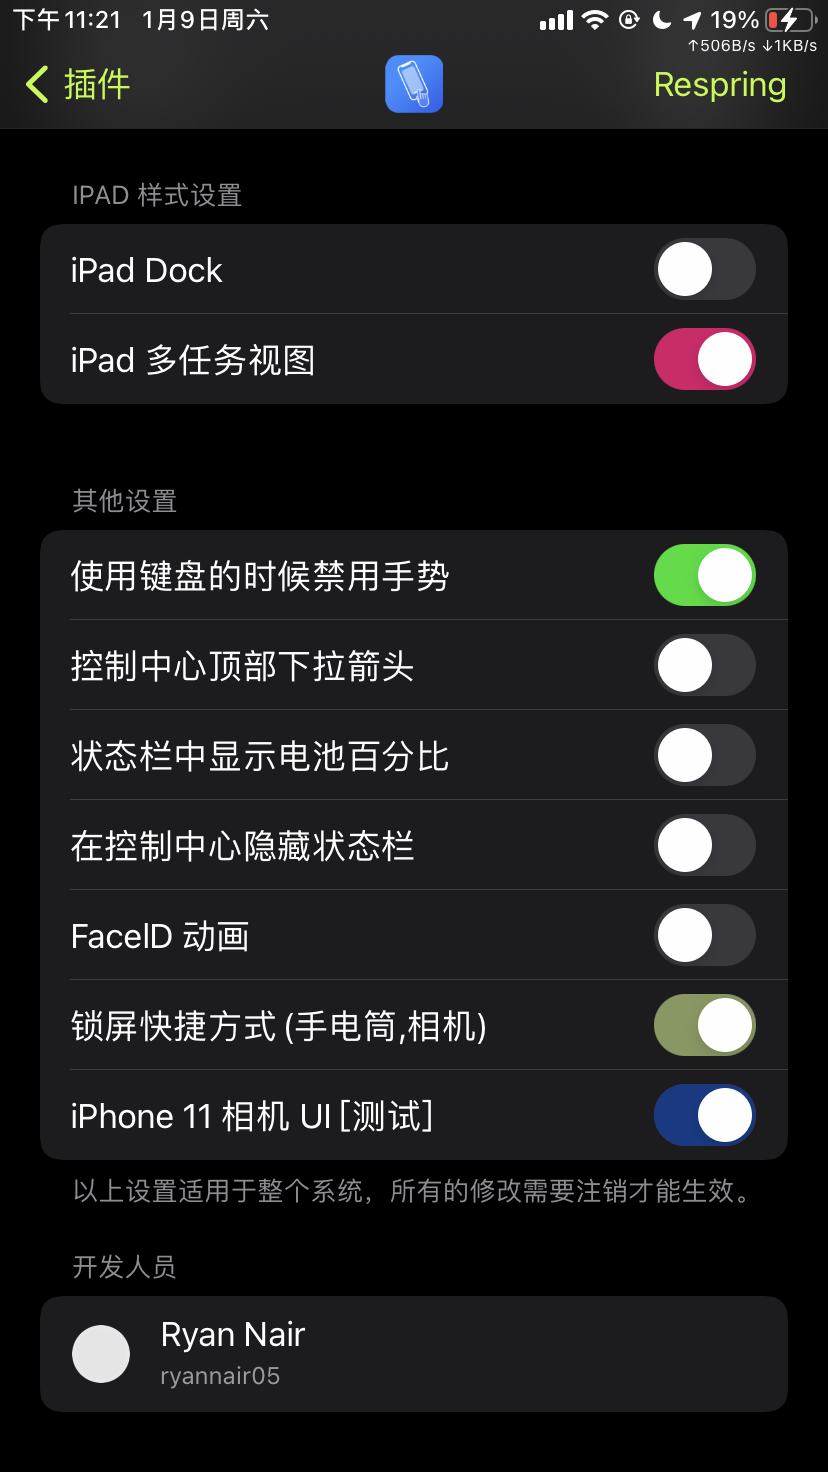 下午11:21 1月9日周六 19%
↑506B/s ↓1KB/s
插件 Respring
IPAD 样式设置
iPad Dock
iPad 多任务视图
其他设置
使用键盘的时候禁用手势
控制中心顶部下拉箭头
状态栏中显示电池百分比
在控制中心隐藏状态栏
FaceID 动画
锁屏快捷方式 (手电筒,相机)
iPhone 11 相机 UI [测试]
以上设置适用于整个系统，所有的修改需要注销才能生效。
开发人员
Ryan Nair
ryannair05